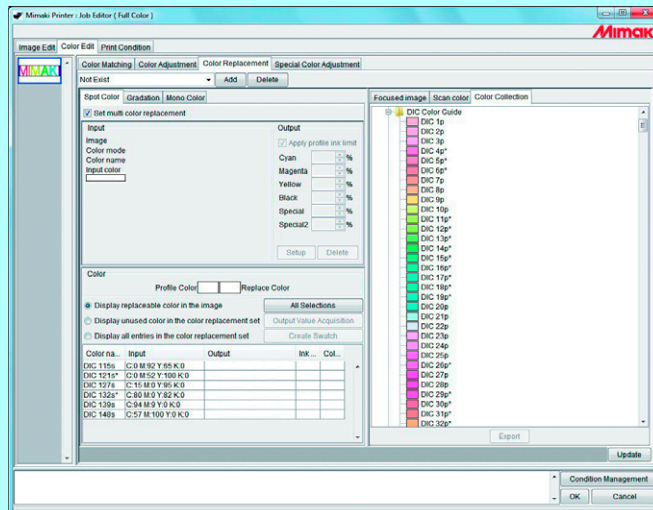 Mimaki Printer : Job Editor ( Full Color )
Mimaki
Image Edit Color Edit Print Condition
MIMAKI
Color Matching Color Adjustment Color Replacement Special Color Adjustment
Not Exist Add Delete
Spot Color Gradation Mono Color
Set multi color replacement
Input
Image
Color mode
Color name
Input color
Output
Apply profile ink limit
Cyan %
Magenta %
Yellow %
Black %
Special %
Special2 %
Setup Delete
Color
Profile Color Replace Color
Display replaceable color in the image All Selections
Display unused color in the color replacement set Output Value Acquisition
Display all entries in the color replacement set Create Swatch
Color na... Input Output Ink ... Col...
DIC 115s C:0 M:92 Y:65 K:0
DIC 121s* C:0 M:52 Y:100 K:0
DIC 127s C:15 M:0 Y:95 K:0
DIC 132s* C:80 M:0 Y:82 K:0
DIC 139s C:94 M:9 Y:0 K:0
DIC 148s C:57 M:100 Y:0 K:0
Focused image Scan color Color Collection
DIC Color Guide
DIC 1p
DIC 2p
DIC 3p
DIC 4p*
DIC 5p*
DIC 6p*
DIC 7p
DIC 8p
DIC 9p
DIC 10p
DIC 11p*
DIC 12p*
DIC 13p*
DIC 14p*
DIC 15p*
DIC 16p*
DIC 17p*
DIC 18p*
DIC 19p*
DIC 20p
DIC 21p
DIC 22p
DIC 23p
DIC 24p
DIC 25p
DIC 26p*
DIC 27p
DIC 28p
DIC 29p*
DIC 30p*
DIC 31p*
DIC 32p*
Export
Update
Condition Management
OK Cancel